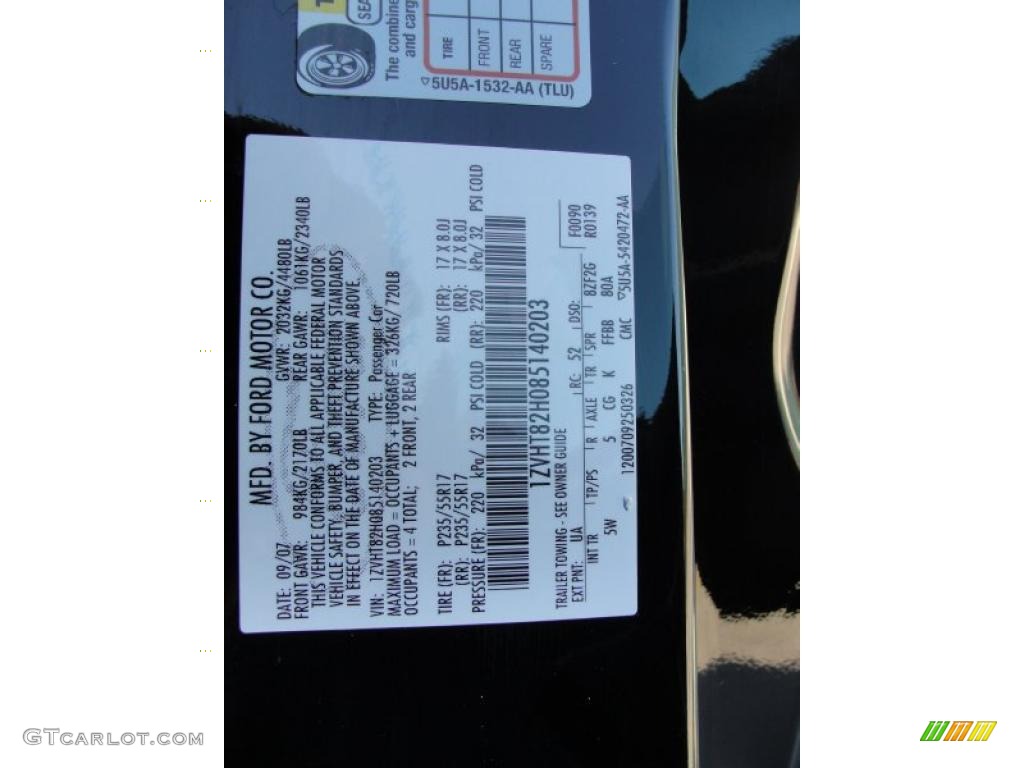 SEA
The combine
and carg
TIRE
FRONT
REAR
SPARE
5U5A-1532-AA (TLU)
MFD. BY FORD MOTOR CO.
DATE: 09/07 GVWR: 2032KG/4480LB
FRONT GAWR: 984KG/2170LB REAR GAWR: 1061KG/2340LB
THIS VEHICLE CONFORMS TO ALL APPLICABLE FEDERAL MOTOR
VEHICLE SAFETY, BUMPER, AND THEFT PREVENTION STANDARDS
IN EFFECT ON THE DATE OF MANUFACTURE SHOWN ABOVE.
VIN: 1ZVHT82H085140203 TYPE: Passenger Car
MAXIMUM LOAD = OCCUPANTS + LUGGAGE = 326KG/ 720LB
OCCUPANTS = 4 TOTAL; 2 FRONT, 2 REAR
TIRE (FR): P235/55R17 RIMS (FR): 17 X 8.0J
(RR): P235/55R17 (RR): 17 X 8.0J
PRESSURE (FR): 220 kPa/ 32 PSI COLD (RR): 220 kPa/ 32 PSI COLD
1ZVHT82H085140203
TRAILER TOWING - SEE OWNER GUIDE F0090
EXT PNT: UA RC: 52 DSO: R0139
INT TR TP/PS R AXLE TR SPR 8ZF2G
5W 5 CG K FFBB 80A
1200709250326 CMC 5U5A-5420472-AA
GTCARLOT.COM